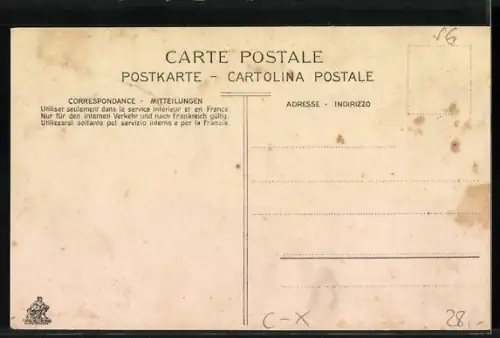 SG
CARTE POSTALE
POSTKARTE - CARTOLINA POSTALE
CORRESPONDANCE - MITTEILUNGEN
Utiliser seulement dans le service intérieur et en France
Nur für den internen Verkehr und nach Frankreich gültig.
Utilizzarsi soltanto pel servizio interno e per la Francia.
ADRESSE - INDIRIZZO
C-X
28,-